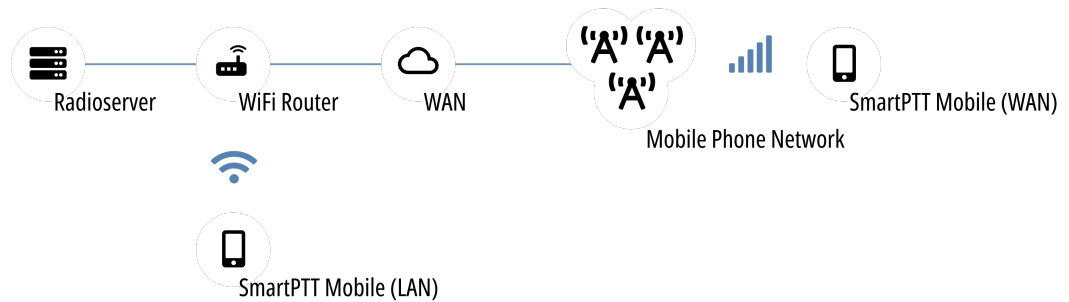 Radioserver
WiFi Router
WAN
SmartPTT Mobile (WAN)
Mobile Phone Network
SmartPTT Mobile (LAN)